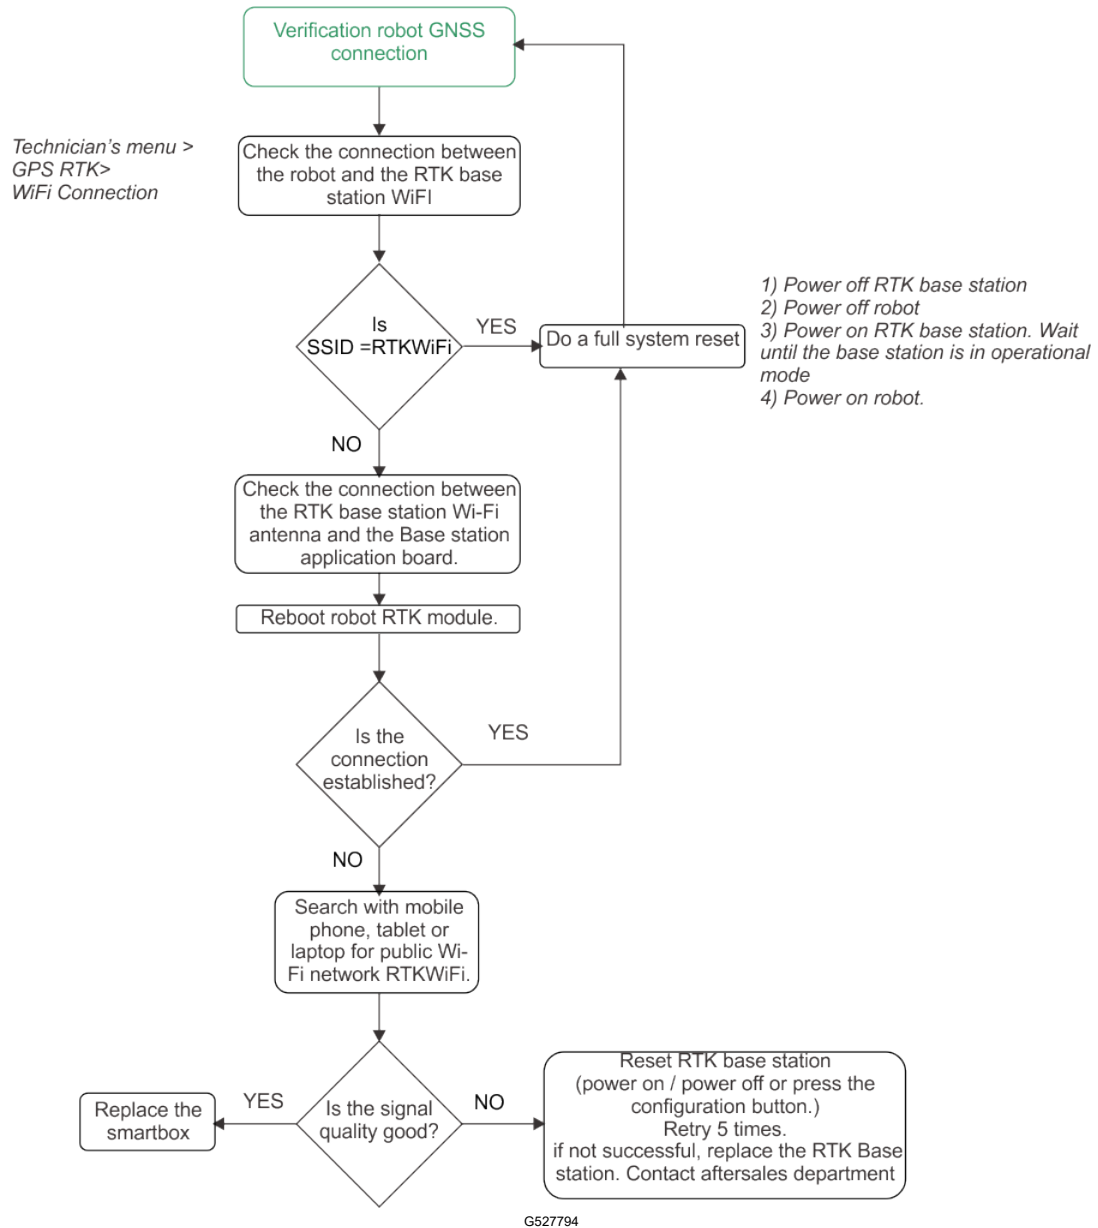 Verification robot GNSS
connection
Technician's menu >
GPS RTK>
WiFi Connection
Check the connection between
the robot and the RTK base
station WiFI
Is
SSID =RTKWiFi
YES
Do a full system reset
1) Power off RTK base station
2) Power off robot
3) Power on RTK base station. Wait
until the base station is in operational
mode
4) Power on robot.
NO
Check the connection between
the RTK base station Wi-Fi
antenna and the Base station
application board.
Reboot robot RTK module.
Is the
connection
established?
YES
NO
Search with mobile
phone, tablet or
laptop for public Wi-
Fi network RTKWiFi.
Is the signal
quality good?
YES
Replace the
smartbox
NO
Reset RTK base station
(power on / power off or press the
configuration button.)
Retry 5 times.
if not successful, replace the RTK Base
station. Contact aftersales department
G527794